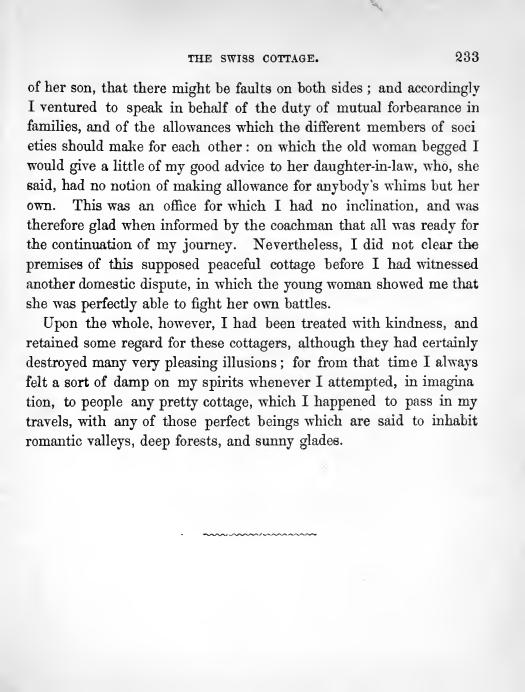 THE SWISS COTTAGE. 233
of her son, that there might be faults on both sides ; and accordingly
I ventured to speak in behalf of the duty of mutual forbearance in
families, and of the allowances which the different members of soci
eties should make for each other : on which the old woman begged I
would give a little of my good advice to her daughter-in-law, who, she
said, had no notion of making allowance for anybody's whims but her
own. This was an office for which I had no inclination, and was
therefore glad when informed by the coachman that all was ready for
the continuation of my journey. Nevertheless, I did not clear the
premises of this supposed peaceful cottage before I had witnessed
another domestic dispute, in which the young woman showed me that
she was perfectly able to fight her own battles.
Upon the whole, however, I had been treated with kindness, and
retained some regard for these cottagers, although they had certainly
destroyed many very pleasing illusions ; for from that time I always
felt a sort of damp on my spirits whenever I attempted, in imagina
tion, to people any pretty cottage, which I happened to pass in my
travels, with any of those perfect beings which are said to inhabit
romantic valleys, deep forests, and sunny glades.